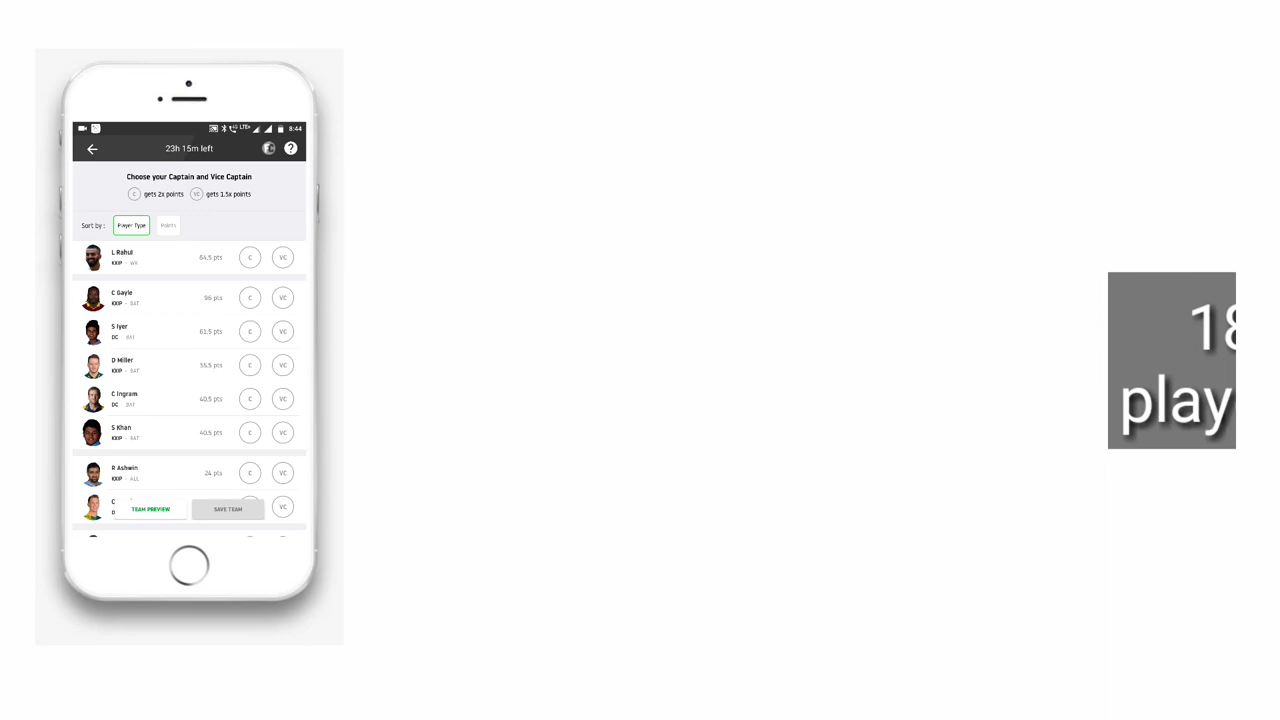 LTE+ 8:44
23h 15m left
Choose your Captain and Vice Captain
C gets 2x points VC gets 1.5x points
Sort by : Player Type Points
L Rahul
KXIP - WK 64.5 pts C VC
C Gayle
KXIP - BAT 96 pts C VC
S Iyer
DC - BAT 61.5 pts C VC
D Miller
KXIP - BAT 55.5 pts C VC
C Ingram
DC - BAT 40.5 pts C VC
S Khan
KXIP - BAT 40.5 pts C VC
R Ashwin
KXIP - ALL 24 pts C VC
C
D VC
TEAM PREVIEW SAVE TEAM
18
play